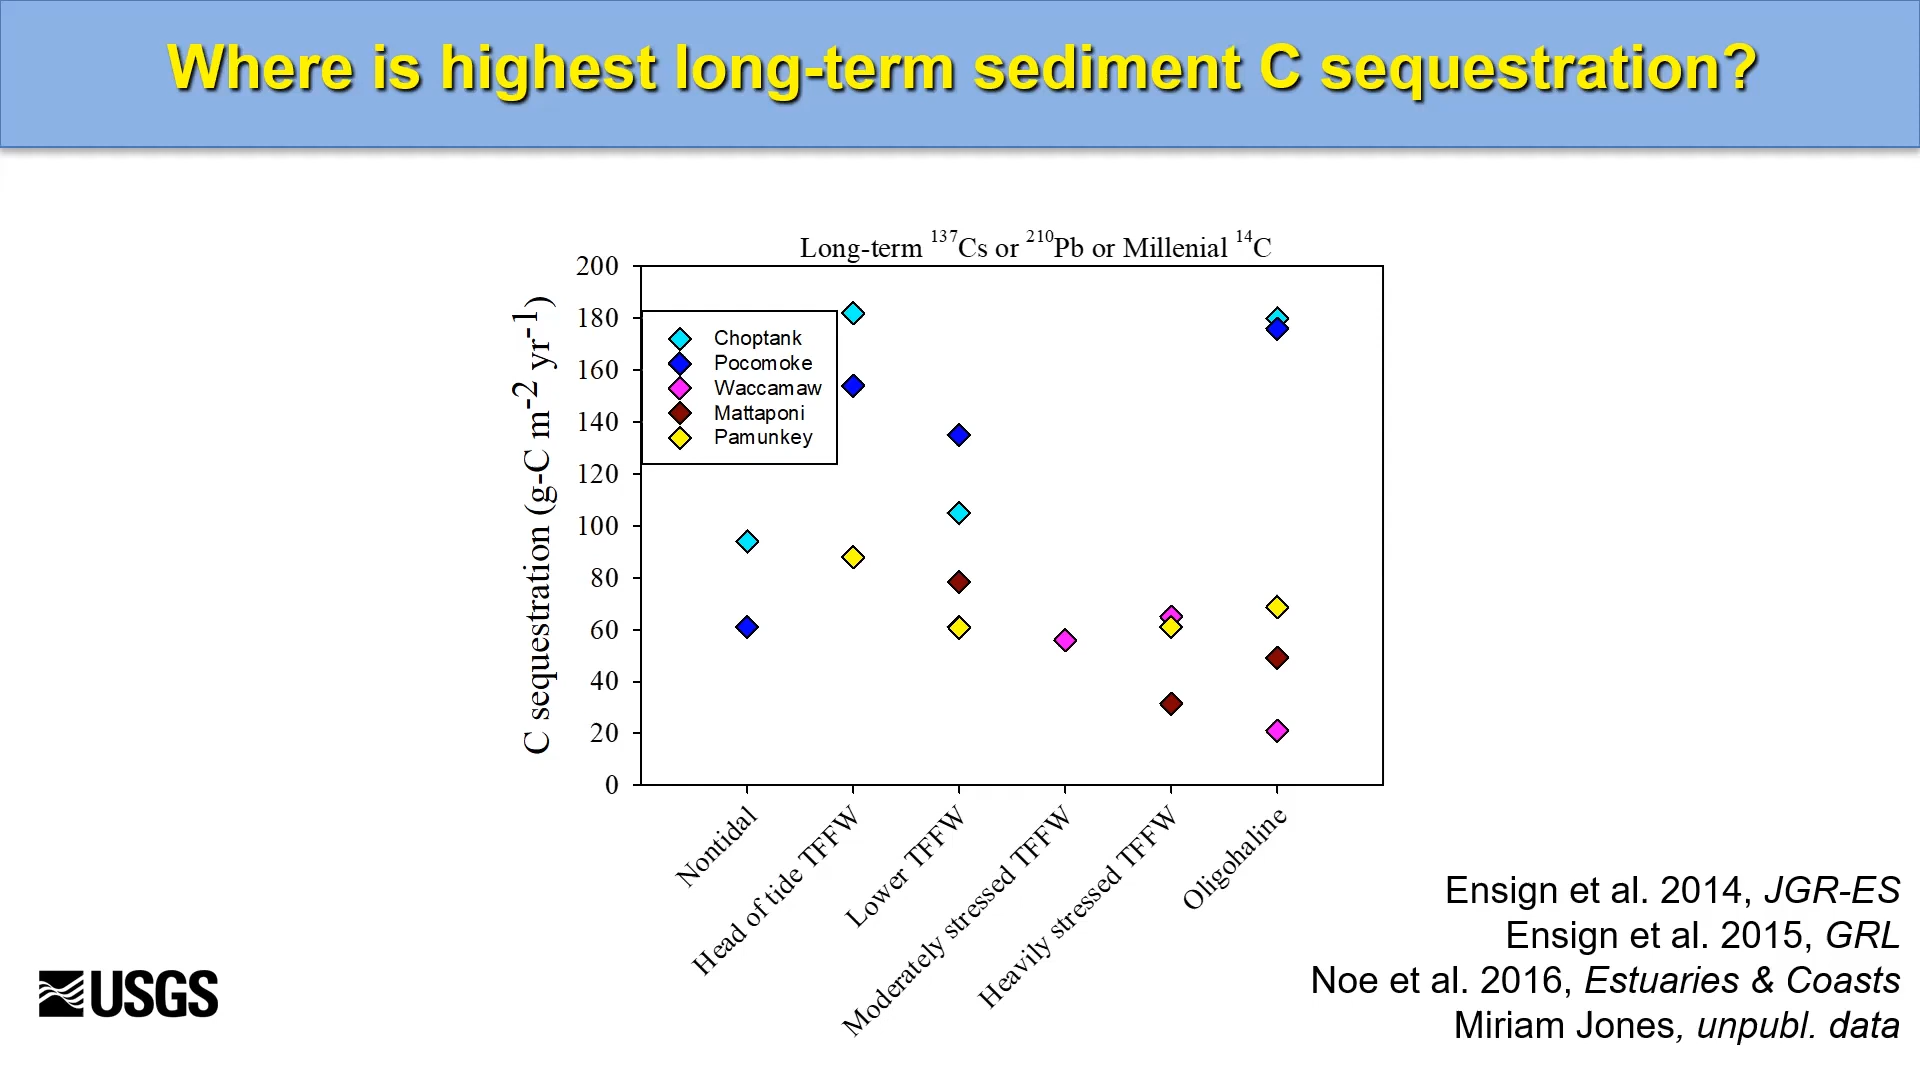 Where is highest long-term sediment C sequestration?
Long-term ¹³⁷Cs or ²¹⁰Pb or Millenial ¹⁴C
C sequestration (g-C m⁻² yr⁻¹)
200
180
160
140
120
100
80
60
40
20
0
Choptank
Pocomoke
Waccamaw
Mattaponi
Pamunkey
Nontidal
Head of tide TFFW
Lower TFFW
Moderately stressed TFFW
Heavily stressed TFFW
Oligohaline
Ensign et al. 2014, JGR-ES
Ensign et al. 2015, GRL
Noe et al. 2016, Estuaries & Coasts
Miriam Jones, unpubl. data
USGS